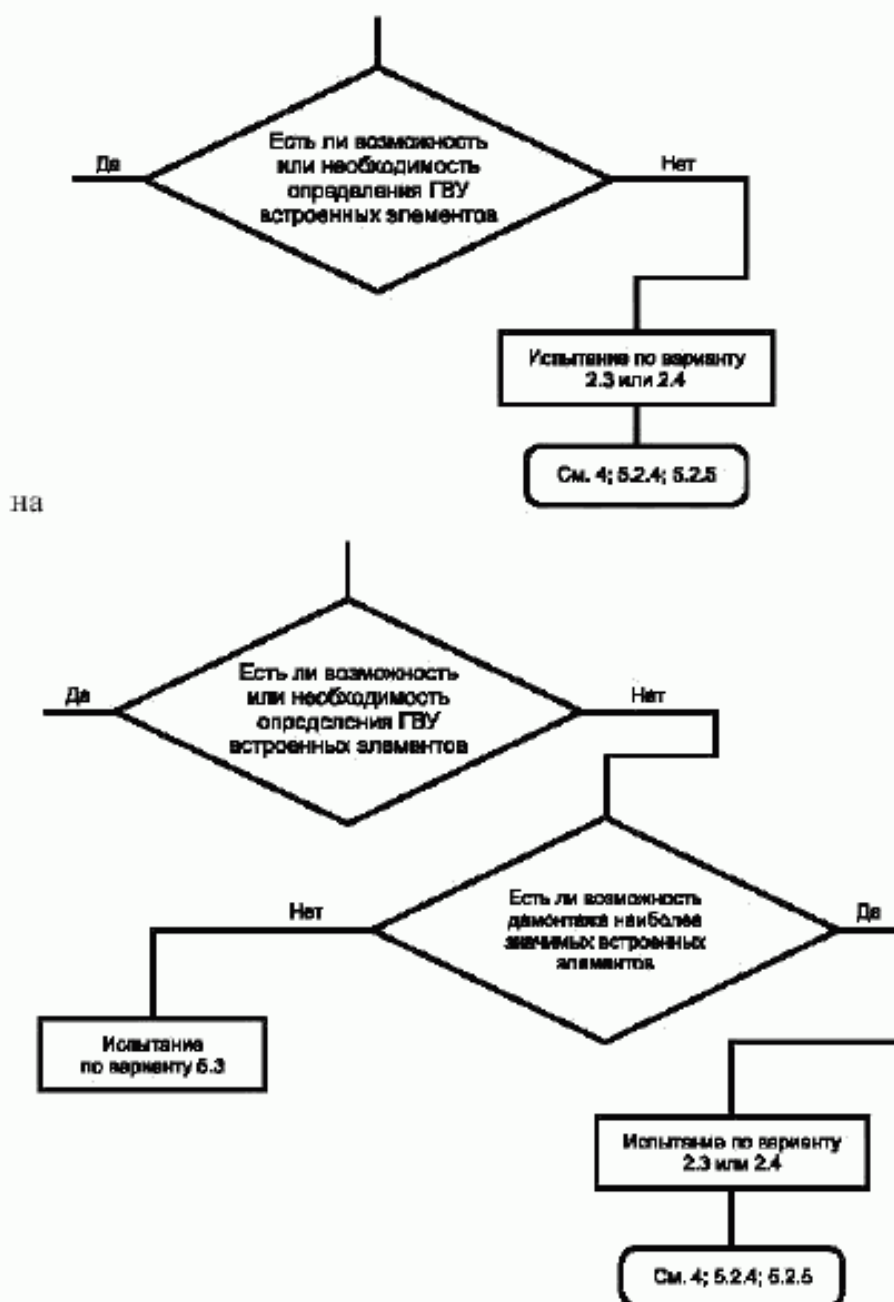 Есть ли возможность
или необходимость
определения ГВУ
встроенных элементов
Да
Нет
Испытание по варианту
2.3 или 2.4
См. 4; 5.2.4; 5.2.5
на
Есть ли возможность
или необходимость
определения ГВУ
встроенных элементов
Да
Нет
Есть ли возможность
демонтажа наиболее
значимых встроенных
элементов
Нет
Да
Испытание
по варианту 5.3
Испытание по варианту
2.3 или 2.4
См. 4; 5.2.4; 5.2.5